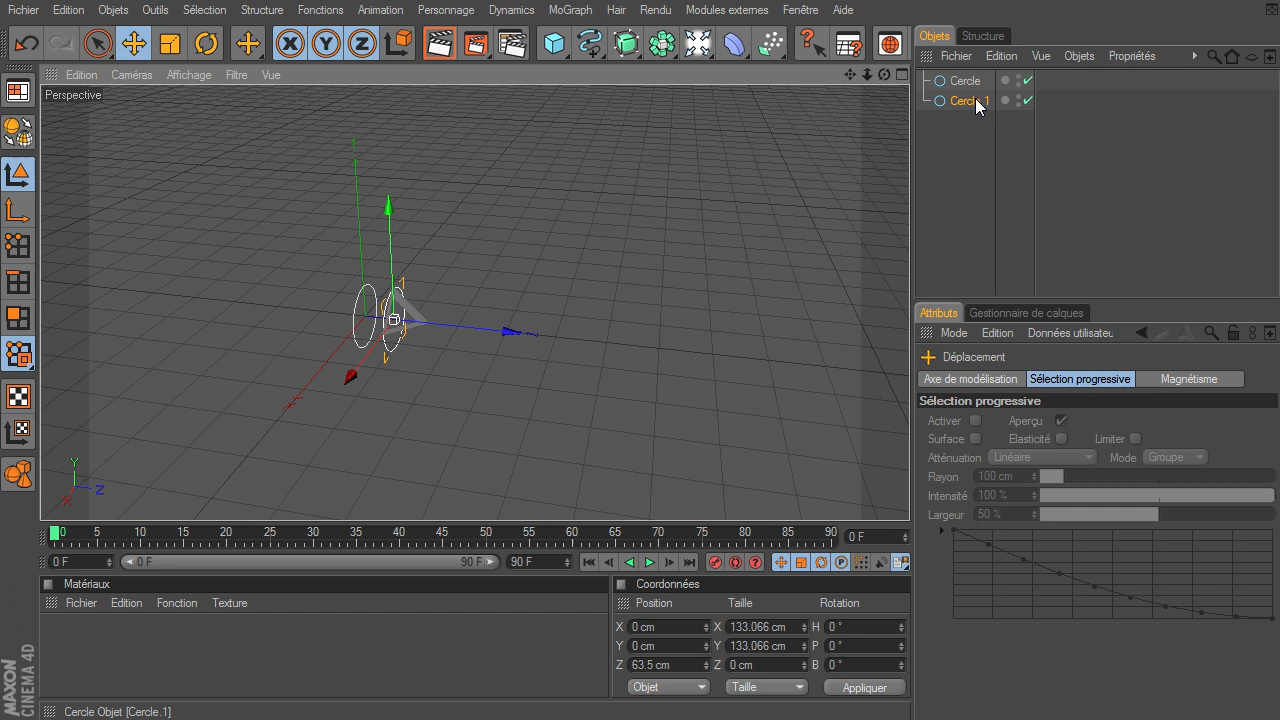 Fichier Edition Objets Outils Sélection Structure Fonctions Animation Personnage Dynamics MoGraph Hair Rendu Modules externes Fenêtre Aide
Objets Structure
Fichier Edition Vue Objets Propriétés
Edition Caméras Affichage Filtre Vue
Perspective
Cercle
Cercle.1
Y
Z
X
Attributs Gestionnaire de calques
Mode Edition Données utilisateu
Déplacement
Axe de modélisation Sélection progressive Magnétisme
Sélection progressive
Activer Aperçu
Surface Elasticité Limiter
Atténuation Linéaire Mode Groupe
Rayon 100 cm
Intensité 100 %
Largeur 50 %
0 5 10 15 20 25 30 35 40 45 50 55 60 65 70 75 80 85 90 0 F
0 F 0 F 90 F 90 F
Matériaux
Fichier Edition Fonction Texture
Coordonnées
Position Taille Rotation
X 0 cm X 133.066 cm H 0 °
Y 0 cm Y 133.066 cm P 0 °
Z 63.5 cm Z 0 cm B 0 °
Objet Taille Appliquer
MAXON
CINEMA 4D
Cercle Objet [Cercle.1]